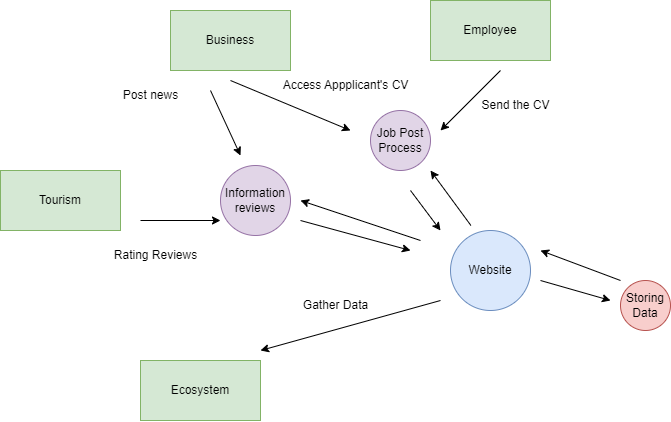 Business
Employee
Post news
Access Appplicant's CV
Send the CV
Job Post
Process
Tourism
Information
reviews
Rating Reviews
Website
Storing
Data
Gather Data
Ecosystem